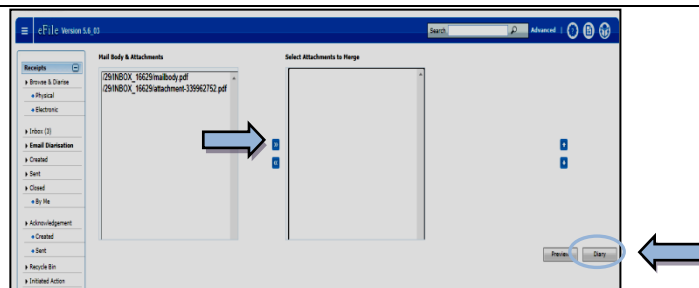 ≡ eFile Version 5.6_03
Search
Advanced
Receipts
Browse & Diarise
Physical
Electronic
Inbox (3)
Email Diarisation
Created
Sent
Closed
By Me
Acknowledgement
Created
Sent
Recycle Bin
Initiated Action
Mail Body & Attachments
/29/INBOX_16629/mailbody.pdf
/29/INBOX_16629/attachment-339962752.pdf
Select Attachments to Merge
Preview
Diary